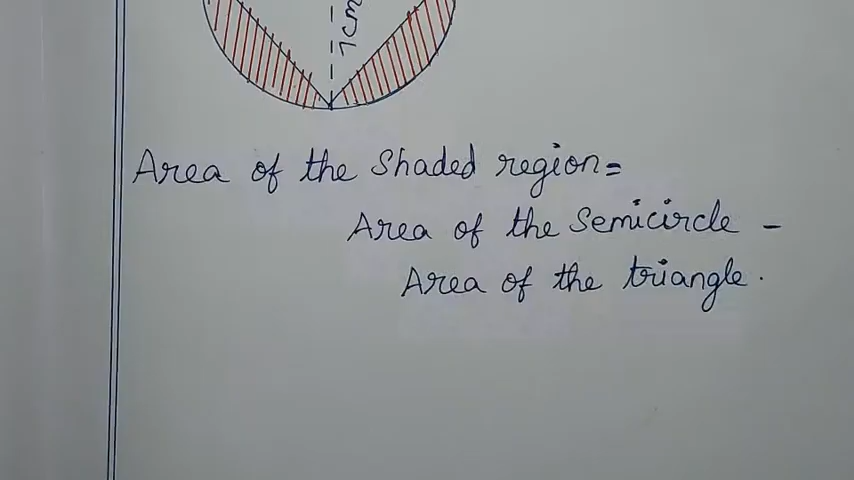 7cm
Area of the Shaded region=
Area of the Semicircle -
Area of the triangle.